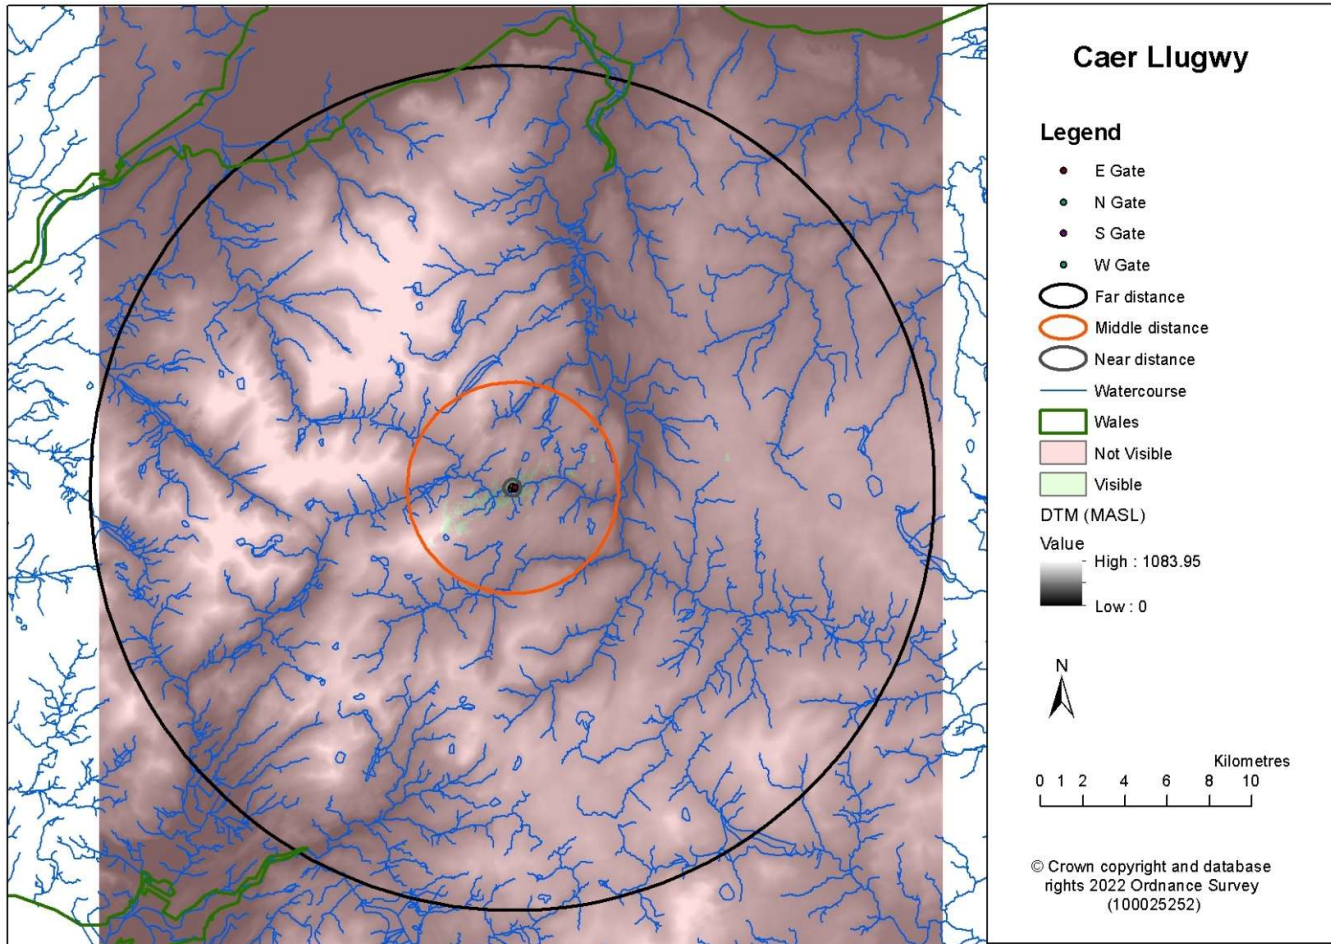 Caer Llugwy
Legend
E Gate
N Gate
S Gate
W Gate
Far distance
Middle distance
Near distance
Watercourse
Wales
Not Visible
Visible
DTM (MASL)
Value
High : 1083.95
Low : 0
N
Kilometres
0 1 2 4 6 8 10
© Crown copyright and database
rights 2022 Ordnance Survey
(100025252)